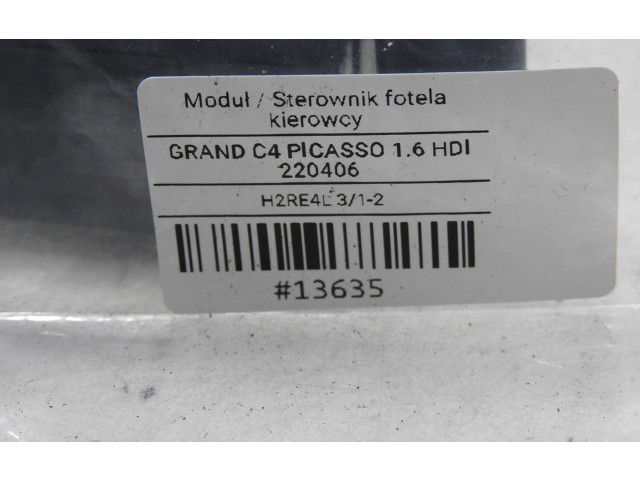 Moduł / Sterownik fotela
kierowcy
GRAND C4 PICASSO 1.6 HDI
220406
H2RE4L 3/1-2
#13635